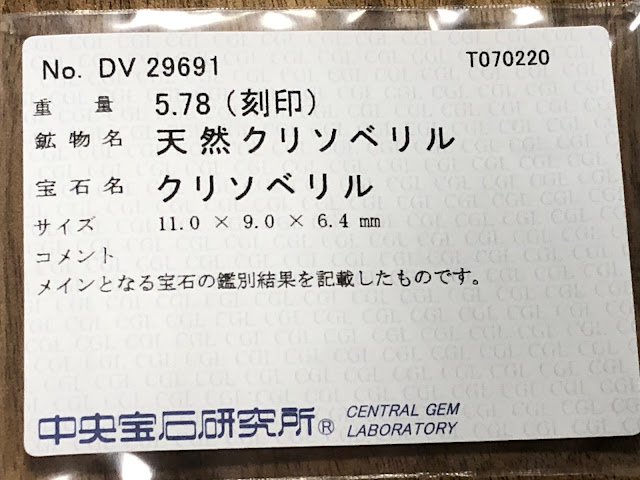 No. DV 29691 T070220
重量 5.78 (刻印)
鉱物名 天然クリソベリル
宝石名 クリソベリル
サイズ 11.0 × 9.0 × 6.4 mm
コメント
メインとなる宝石の鑑別結果を記載したものです。
中央宝石研究所® CENTRAL GEM
LABORATORY